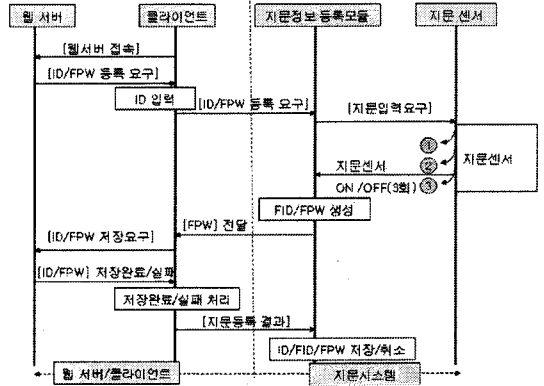 웹 서버
클라이언트
지문정보 등록모듈
지문 센서
[웹서버 접속]
[ID/FPW 등록 요구]
ID 입력
[ID/FPW 등록 요구]
[지문입력요구]
①
지문센서
②
지문센서
ON /OFF(3회)
③
FID/FPW 생성
[FPW] 전달
[ID/FPW 저장요구]
[ID/FPW] 저장완료/실패
저장완료/실패 처리
[지문등록 결과]
ID/FID/FPW 저장/취소
웹 서버/클라이언트
지문시스템